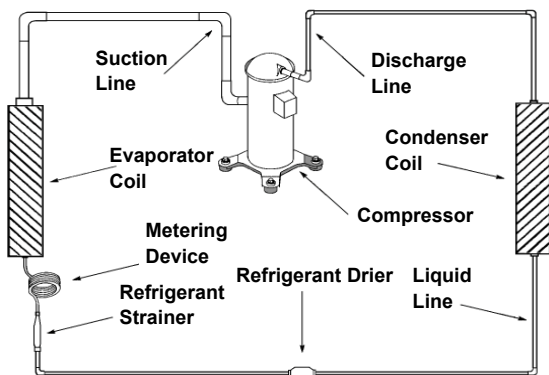 Suction
Line
Discharge
Line
Evaporator
Coil
Condenser
Coil
Compressor
Metering
Device
Refrigerant Drier
Liquid
Line
Refrigerant
Strainer